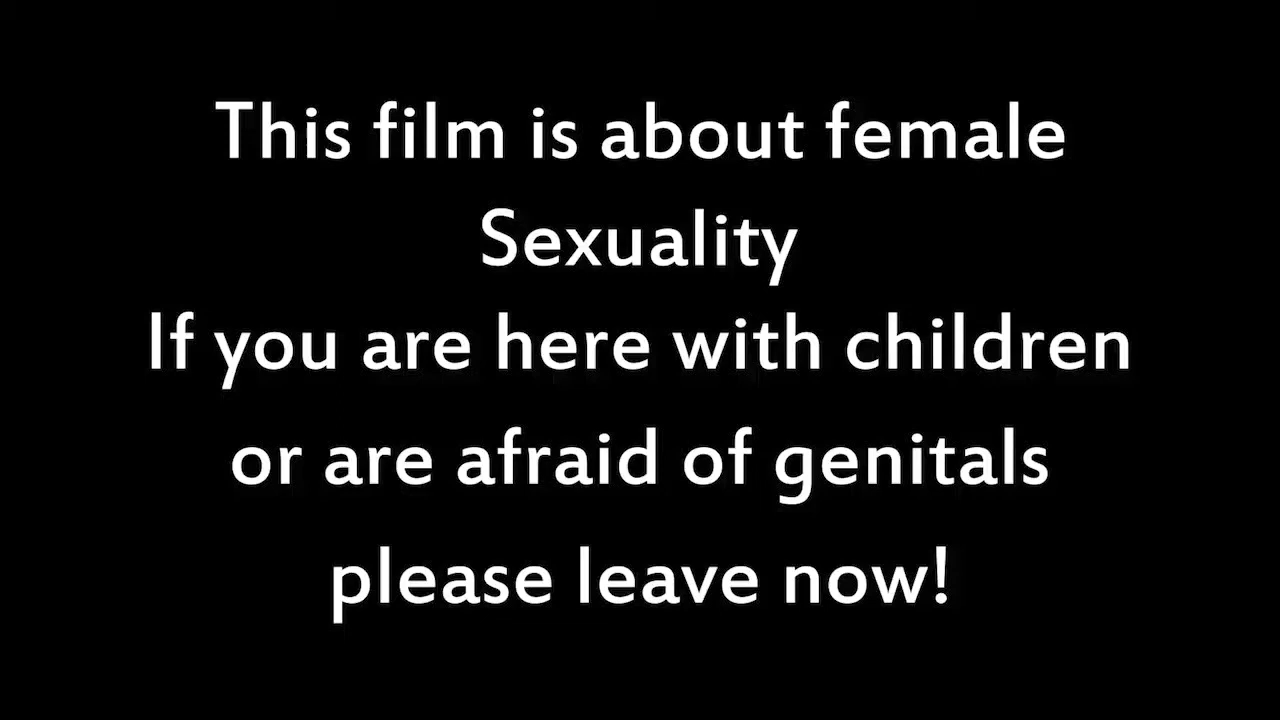 This film is about female
Sexuality
If you are here with children
or are afraid of genitals
please leave now!